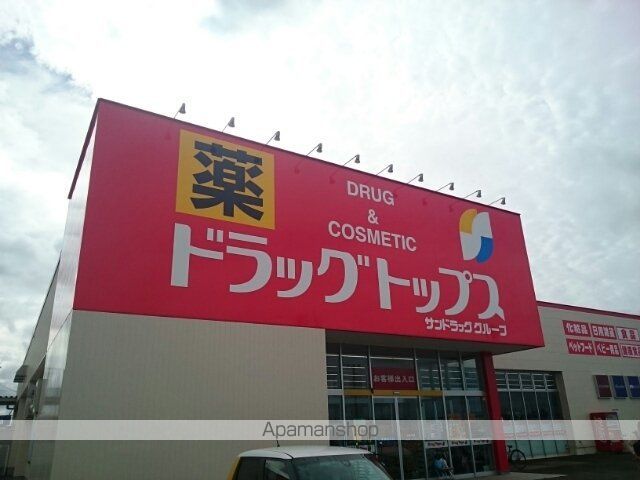 薬
DRUG
&
COSMETIC
ドラッグトップス
サンドラッググループ
化粧品 日用雑貨 食品
ペットフード ベビー用品
お客様出入口
Apamanshop